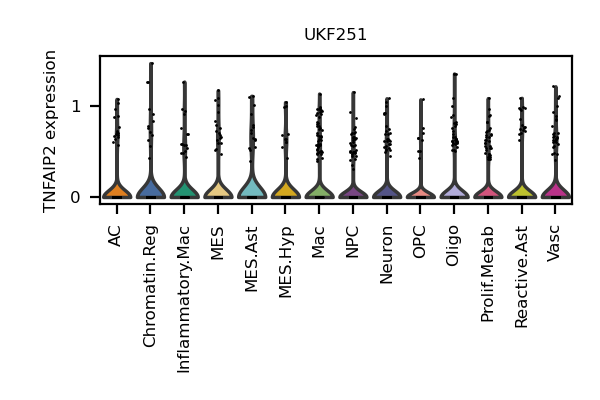 UKF251
TNFAIP2 expression
1
0
AC
Chromatin.Reg
Inflammatory.Mac
MES
MES.Ast
MES.Hyp
Mac
NPC
Neuron
OPC
Oligo
Prolif.Metab
Reactive.Ast
Vasc